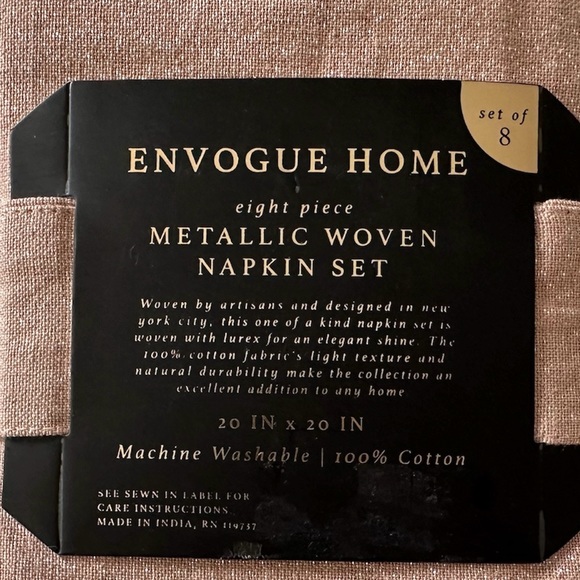 set of
8
ENVOGUE HOME
eight piece
METALLIC WOVEN
NAPKIN SET
Woven by artisans and designed in new
york city, this one of a kind napkin set is
woven with lurex for an elegant shine. The
100% cotton fabric's light texture and
natural durability make the collection an
excellent addition to any home
20 IN x 20 IN
Machine Washable | 100% Cotton
SEE SEWN IN LABEL FOR
CARE INSTRUCTIONS
MADE IN INDIA, RN 119737